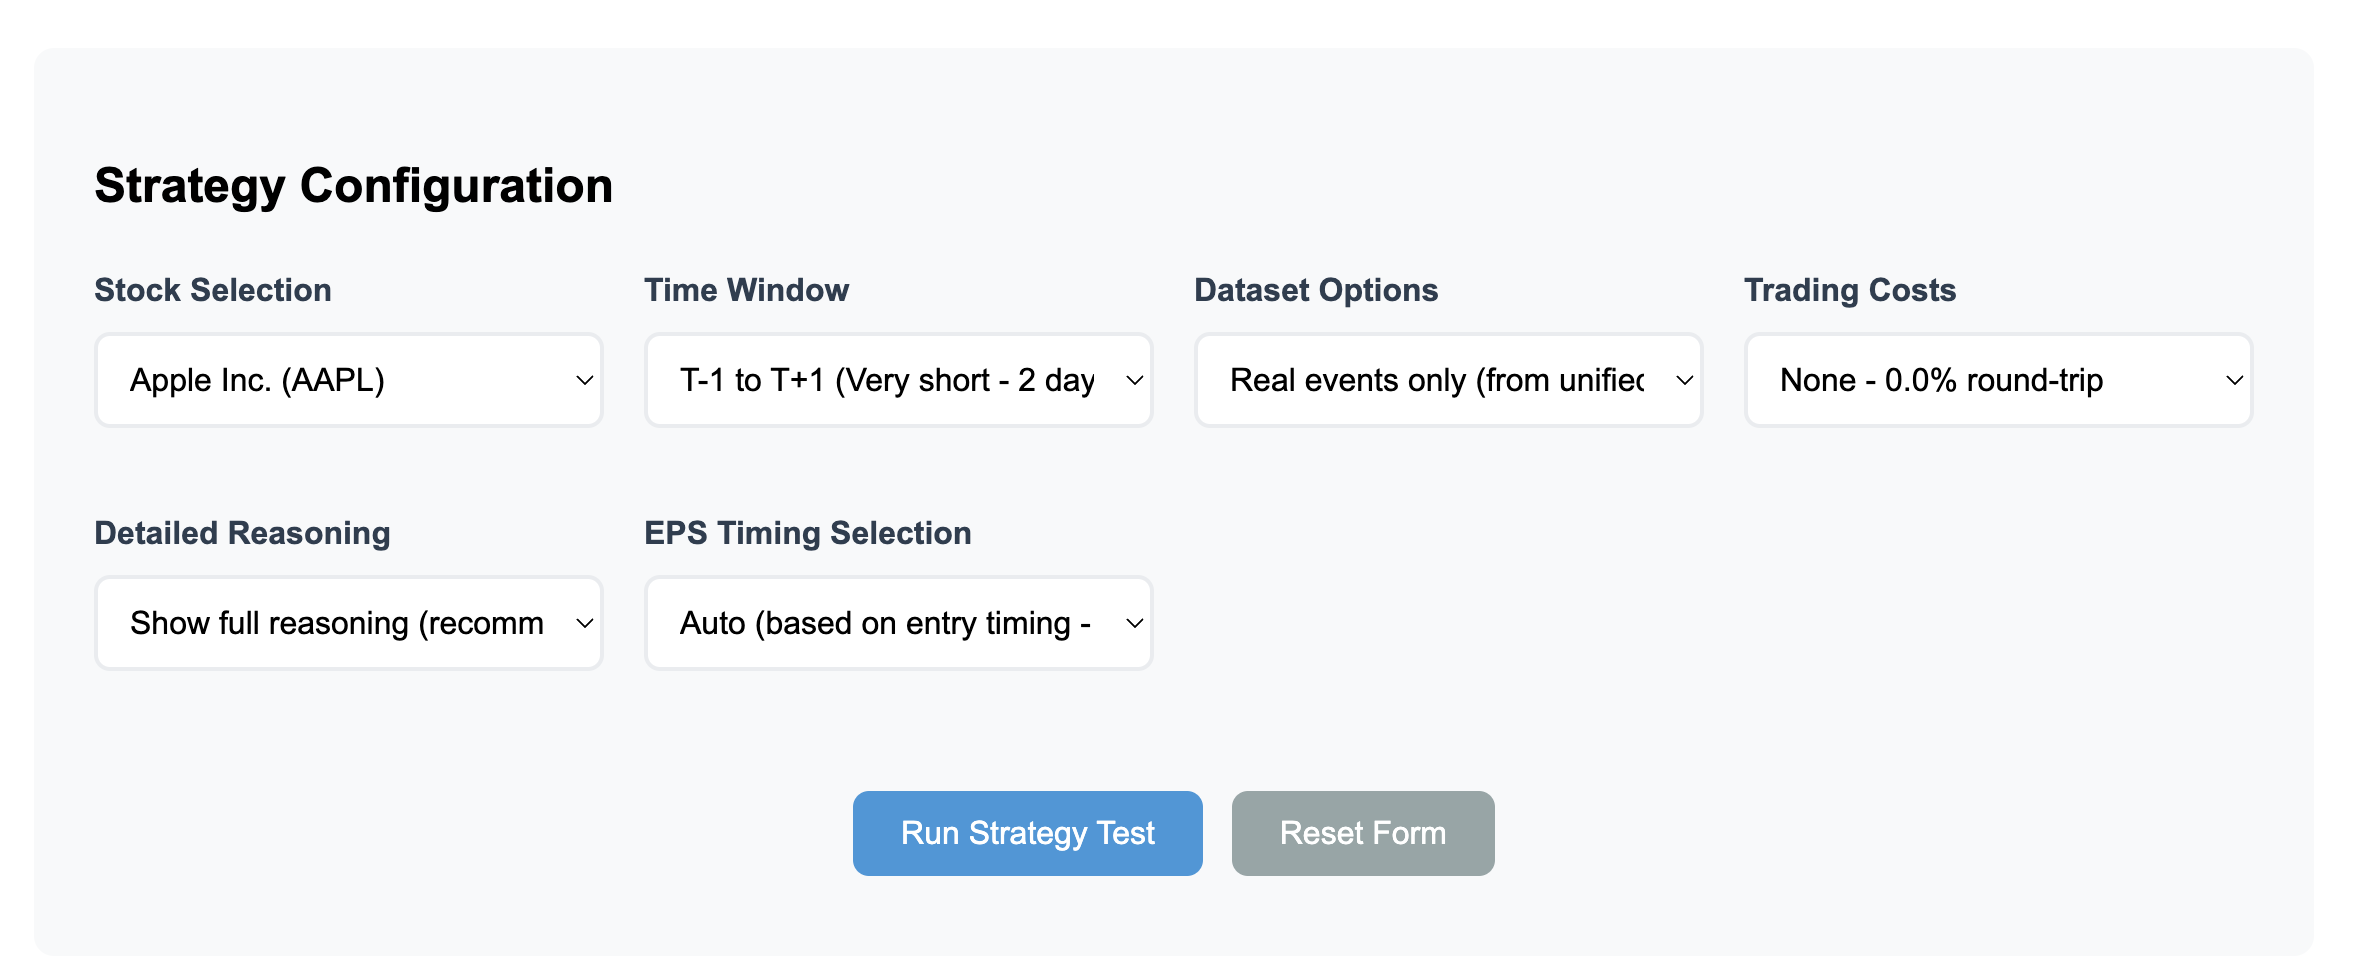 Strategy Configuration
Stock Selection
Time Window
Dataset Options
Trading Costs
Apple Inc. (AAPL)
T-1 to T+1 (Very short - 2 day
Real events only (from unified
None - 0.0% round-trip
Detailed Reasoning
EPS Timing Selection
Show full reasoning (recomm
Auto (based on entry timing -
Run Strategy Test
Reset Form